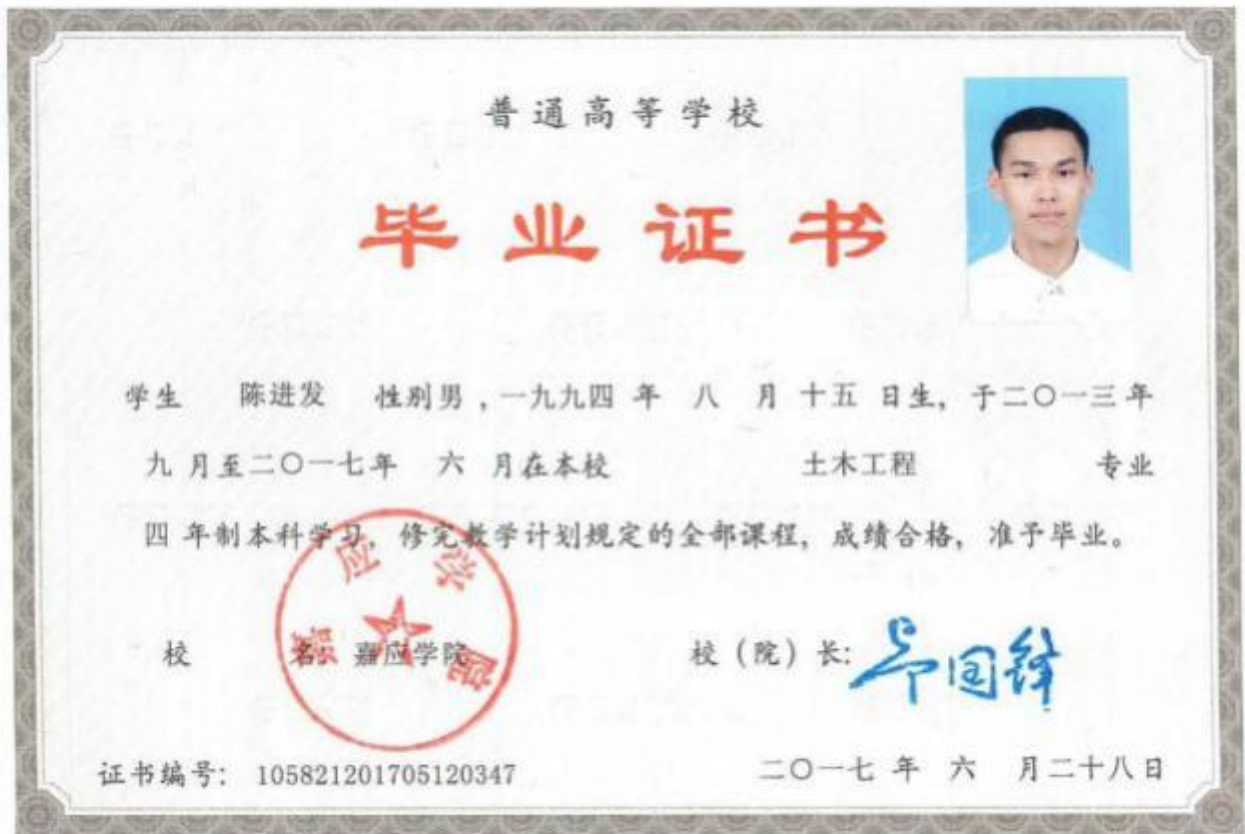 普通高等学校
毕业证书
学生 陈进发 性别男，一九九四 年 八 月 十五 日生，于二〇一三年
九 月至二〇一七年 六 月在本校 土木工程 专业
四 年制本科学习，修完教学计划规定的全部课程，成绩合格，准予毕业。
校 名：嘉应学院 校（院）长：
嘉应学院
证书编号：105821201705120347 二〇一七 年 六 月二十八日